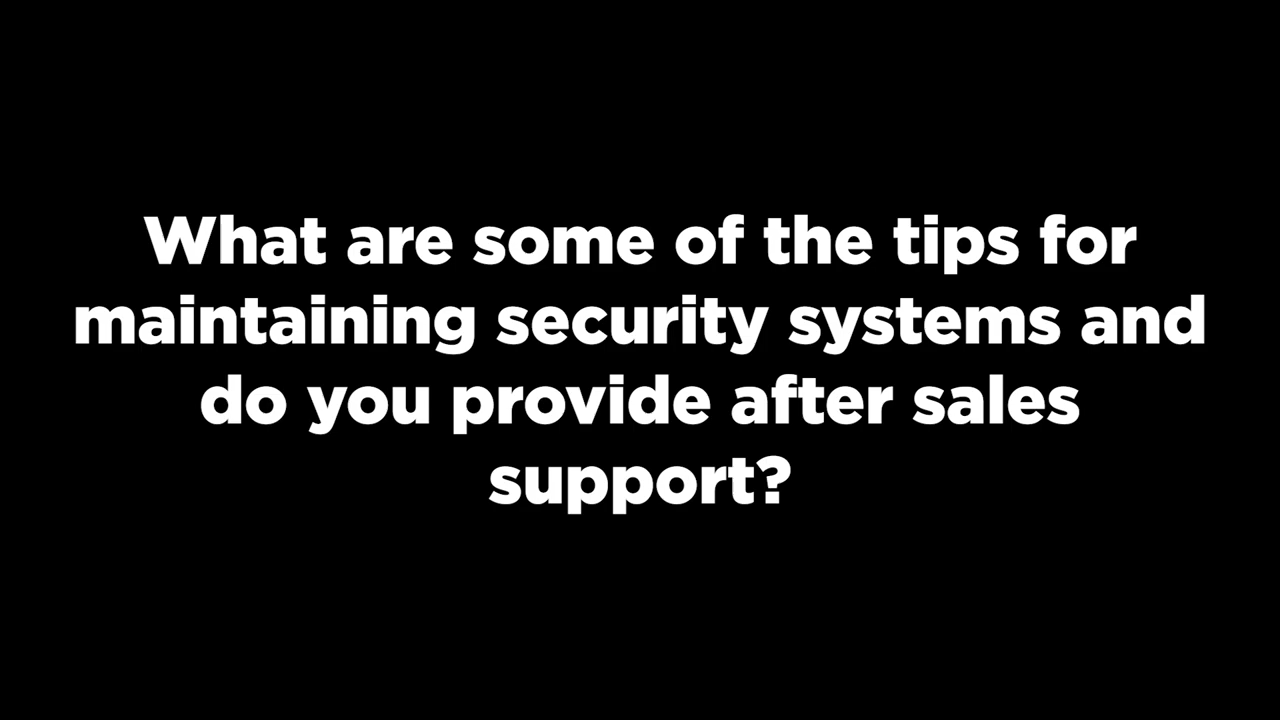 What are some of the tips for
maintaining security systems and
do you provide after sales
support?